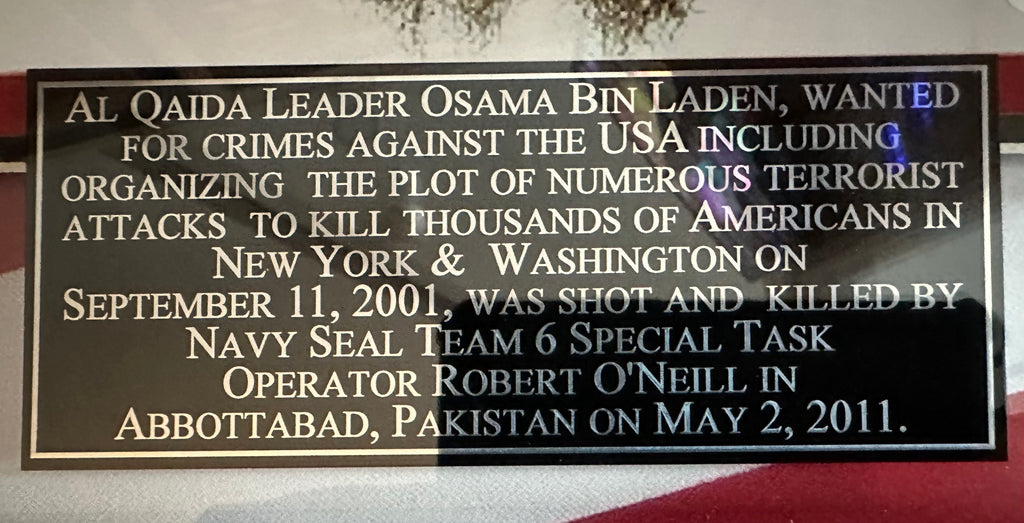 AL QAIDA LEADER OSAMA BIN LADEN, WANTED
FOR CRIMES AGAINST THE USA INCLUDING
ORGANIZING THE PLOT OF NUMEROUS TERRORIST
ATTACKS TO KILL THOUSANDS OF AMERICANS IN
NEW YORK & WASHINGTON ON
SEPTEMBER 11, 2001, WAS SHOT AND KILLED BY
NAVY SEAL TEAM 6 SPECIAL TASK
OPERATOR ROBERT O'NEILL IN
ABBOTTABAD, PAKISTAN ON MAY 2, 2011.